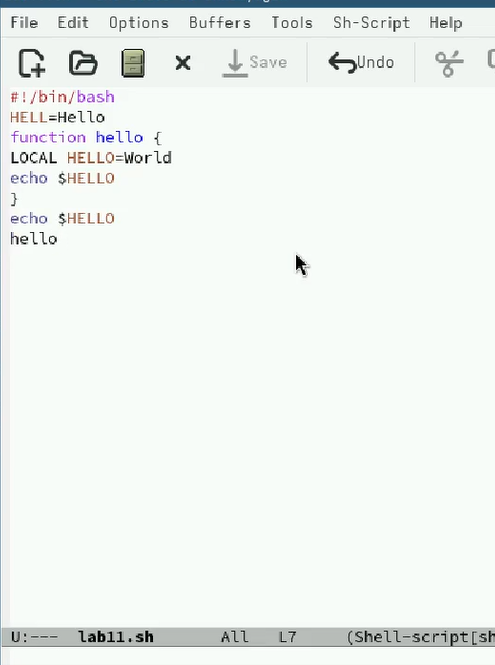 File Edit Options Buffers Tools Sh-Script Help
Save Undo
#!/bin/bash
HELL=Hello
function hello {
LOCAL HELLO=World
echo $HELLO
}
echo $HELLO
hello
U:--- lab11.sh All L7 (Shell-script[sh